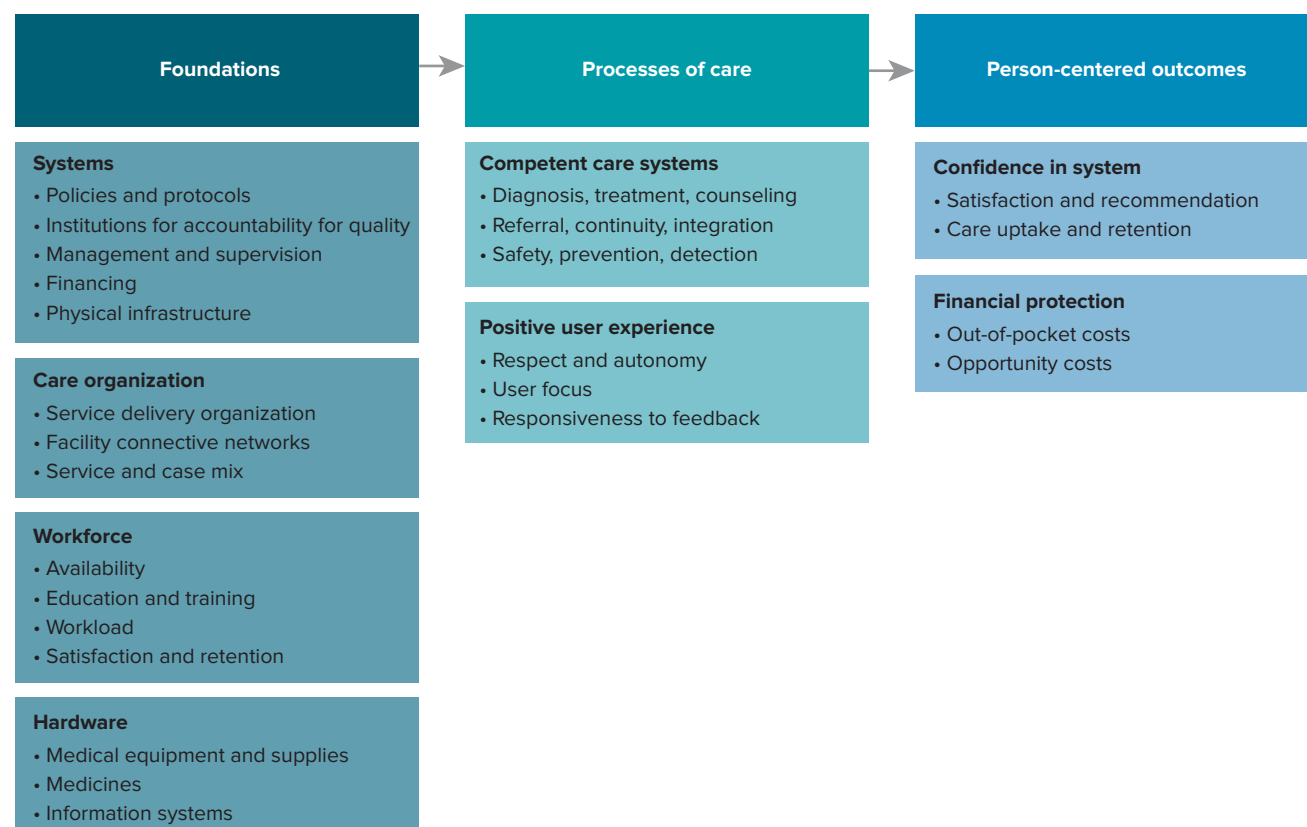 Foundations
Processes of care
Person-centered outcomes
Systems
• Policies and protocols
• Institutions for accountability for quality
• Management and supervision
• Financing
• Physical infrastructure
Care organization
• Service delivery organization
• Facility connective networks
• Service and case mix
Workforce
• Availability
• Education and training
• Workload
• Satisfaction and retention
Hardware
• Medical equipment and supplies
• Medicines
• Information systems
Competent care systems
• Diagnosis, treatment, counseling
• Referral, continuity, integration
• Safety, prevention, detection
Positive user experience
• Respect and autonomy
• User focus
• Responsiveness to feedback
Confidence in system
• Satisfaction and recommendation
• Care uptake and retention
Financial protection
• Out-of-pocket costs
• Opportunity costs